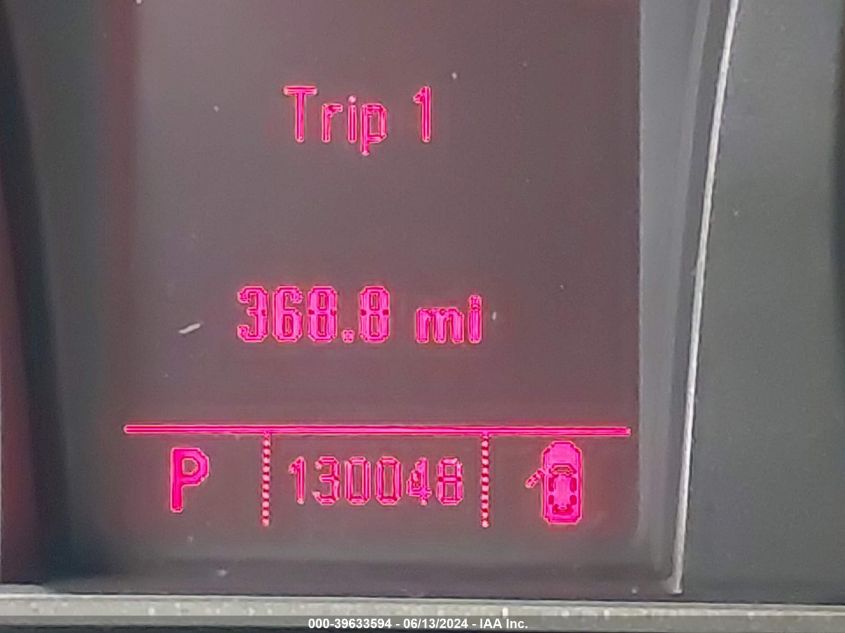 Trip 1
368.8 mi
P 130048
000-39633594 - 06/13/2024 - IAA Inc.